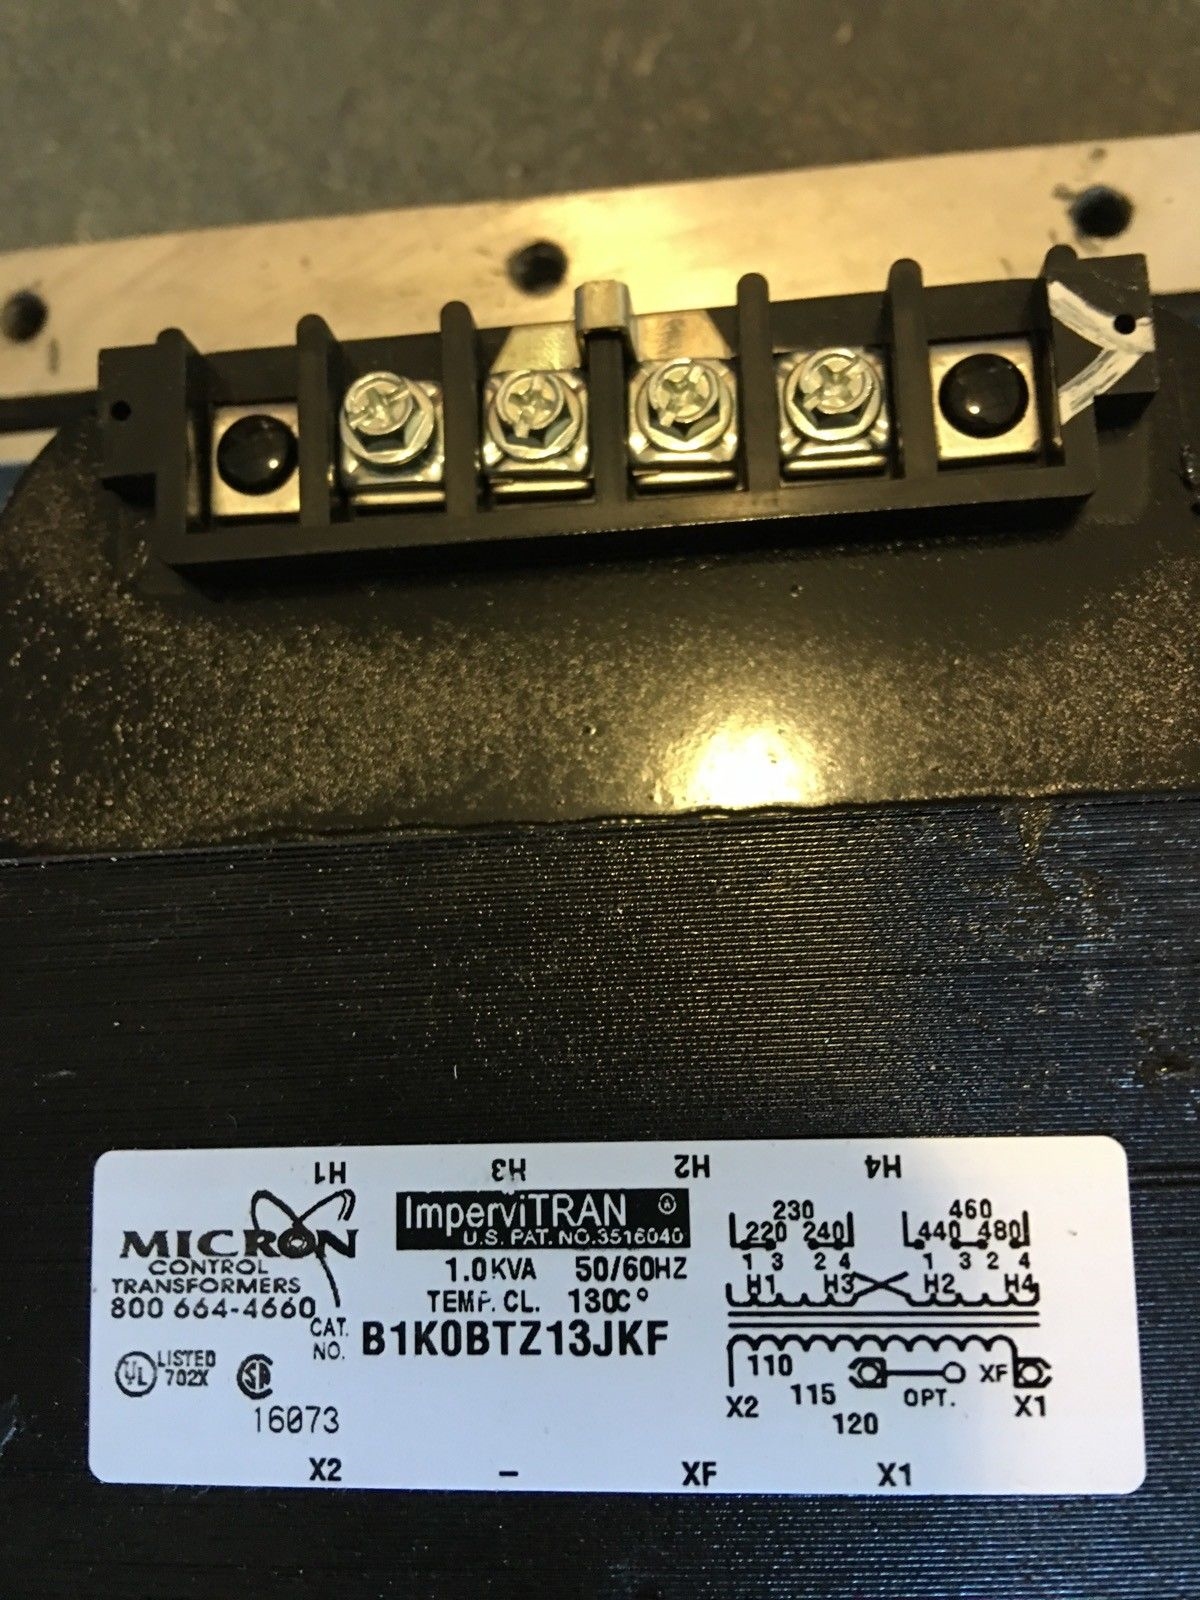 H1 H3 H2 H4
MICRON
CONTROL
TRANSFORMERS
800 664-4660
ImperviTRAN ®
U.S. PAT. NO.3516040
1.0KVA 50/60HZ
TEMP. CL. 130C°
CAT. NO. B1K0BTZ13JKF
UL LISTED
702X
SA
16073
230
220 240
1 3 2 4
460
440 480
1 3 2 4
H1 H3 H2 H4
110
115
120
OPT.
XF
X2
X1
X2 – XF X1